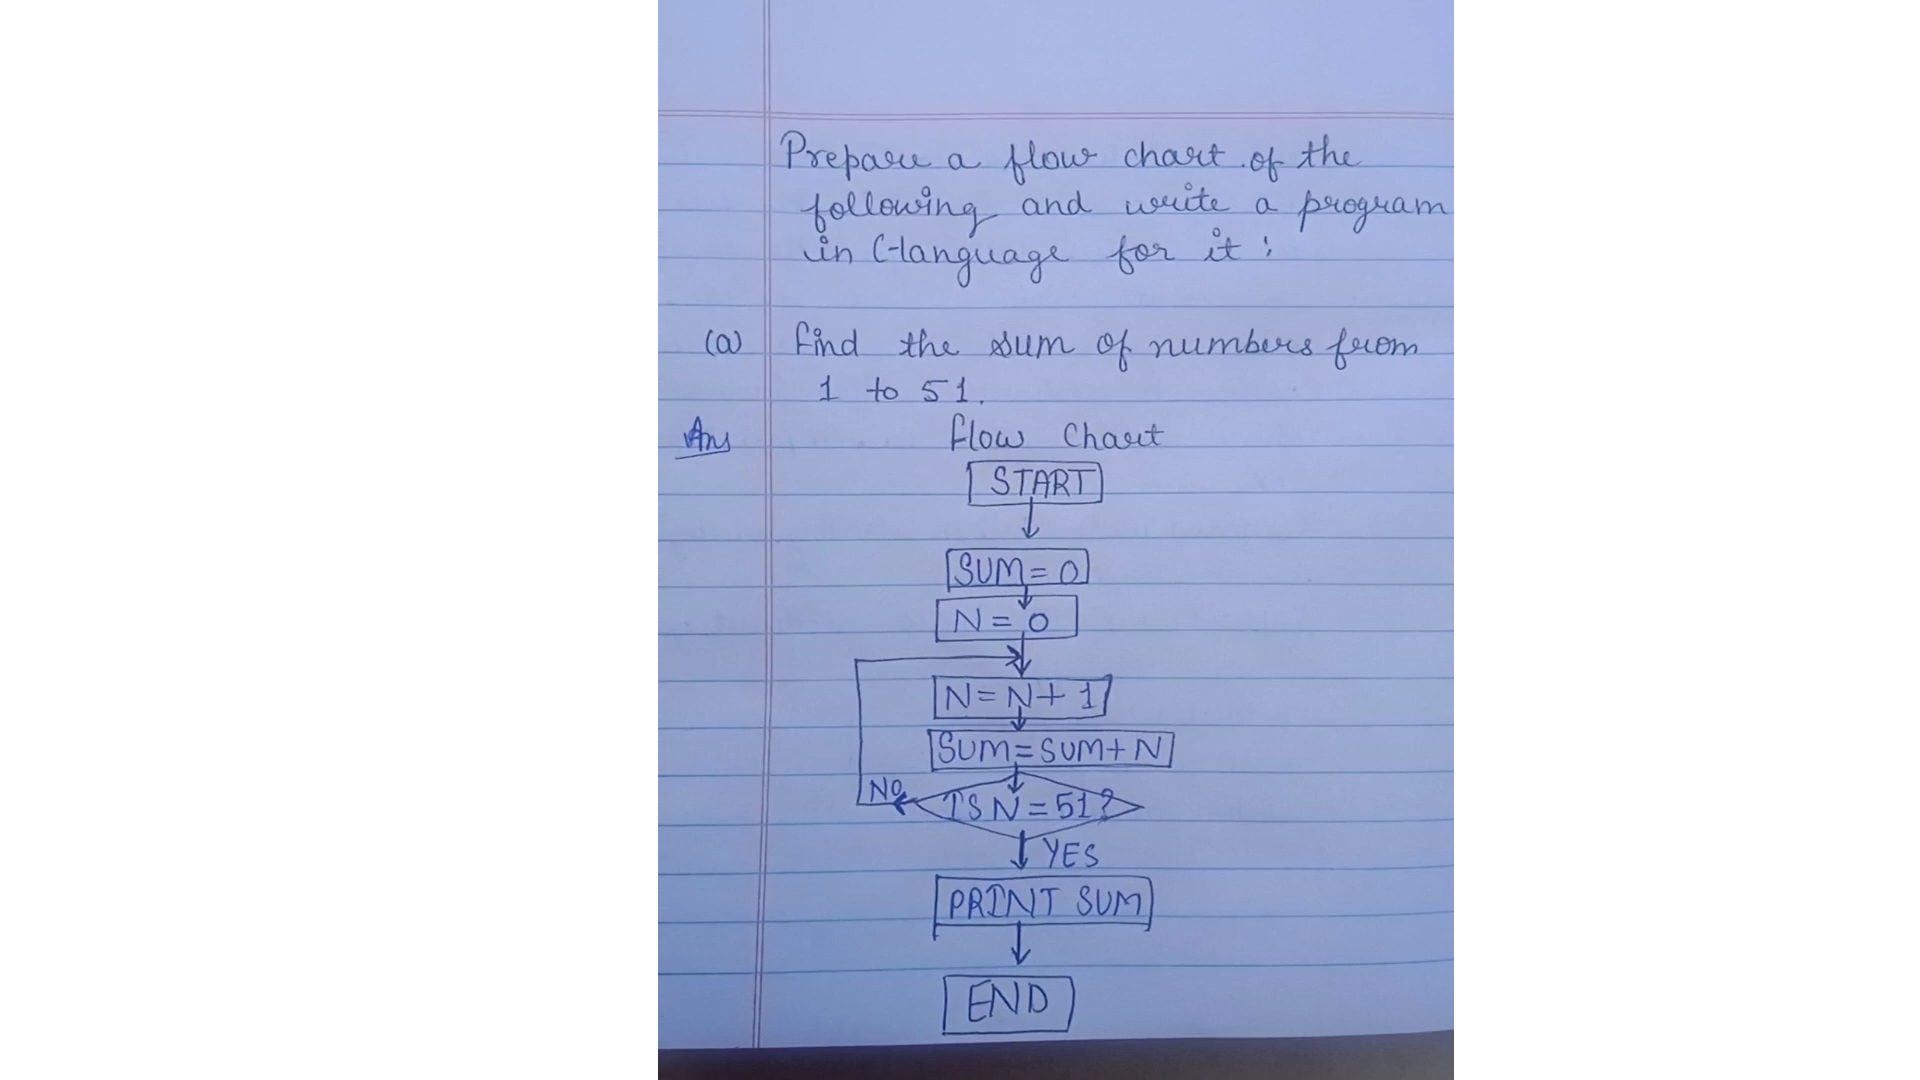 Prepare a flow chart of the
following and write a program
in C-language for it :
(a) Find the sum of numbers from
1 to 51.
Ans Flow Chart
START
SUM = 0
N = 0
N = N + 1
SUM = SUM + N
NO IS N = 51?
YES
PRINT SUM
END